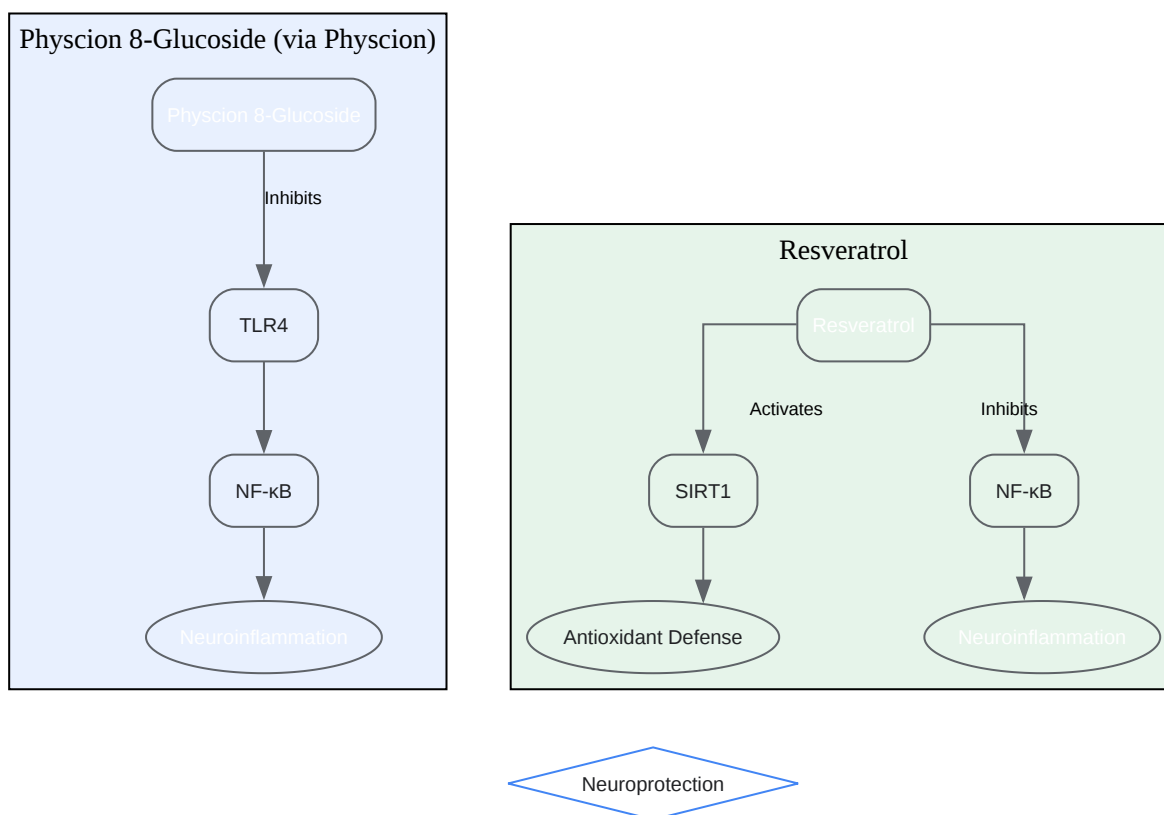 Physcion 8-Glucoside (via Physcion)
Physcion 8-Glucoside
Inhibits
TLR4
NF-κB
Neuroinflammation
Resveratrol
Resveratrol
Activates
Inhibits
SIRT1
NF-κB
Antioxidant Defense
Neuroinflammation
Neuroprotection